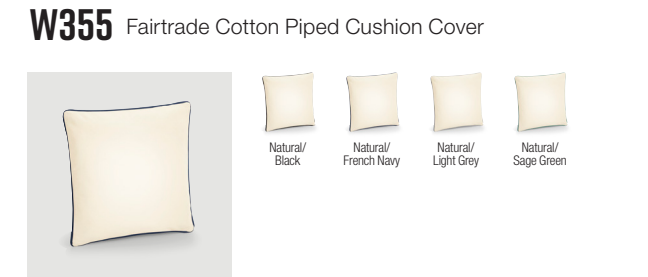 W355 Fairtrade Cotton Piped Cushion Cover
Natural/ Natural/ Natural/ Natural/
Black French Navy Light Grey Sage Green